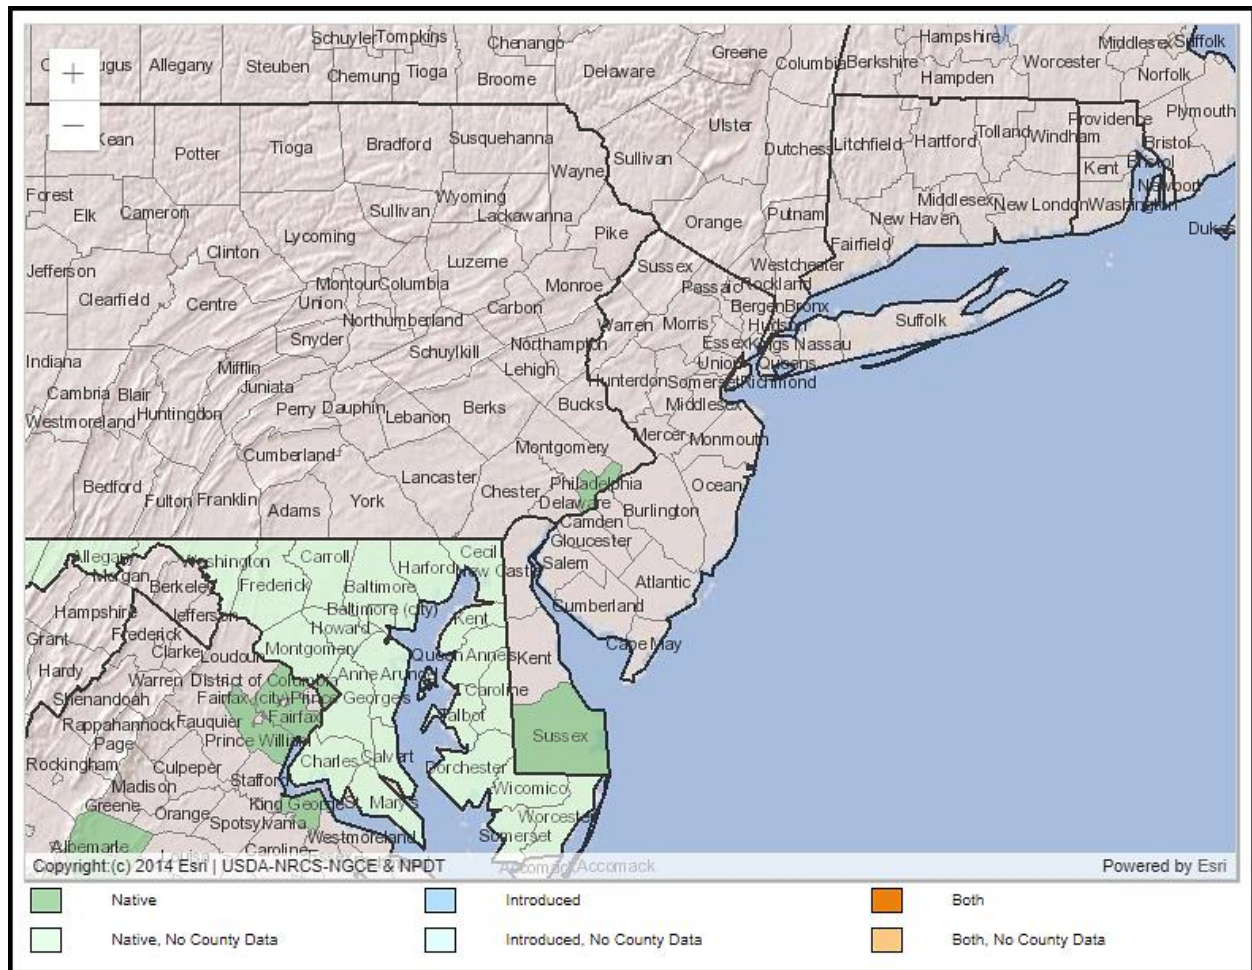 Schuyler Tompkins Chenango Greene Hampshire Middlesex Suffolk
Allegany Steuben Chemung Tioga Broome Delaware Columbia Berkshire Hampden Worcester Norfolk
+
−
Plymouth
Potter Tioga Bradford Susquehanna Ulster Providence
Wayne Sullivan Dutchess Litchfield Hartford Tolland Windham Bristol
Kent Bristol
Forest Elk Cameron Sullivan Wyoming Lackawanna Orange Putnam Middlesex New London Washington Newport
New Haven
Clinton Lycoming Pike Fairfield Dukes
Jefferson Luzerne Sussex Westchester
Clearfield Centre Montour Columbia Monroe Passaic Rockland
Union Northumberland Carbon Bergen Bronx
Snyder Schuylkill Northampton Warren Morris Hudson Suffolk
Indiana Mifflin Lehigh Essex Kings Nassau
Union Queens
Cambria Blair Juniata Hunterdon Somerset Richmond
Westmoreland Huntingdon Perry Dauphin Lebanon Berks Bucks Middlesex
Cumberland Montgomery Mercer Monmouth
Bedford Fulton Franklin Adams York Lancaster Chester Philadelphia Ocean
Delaware Burlington
Camden
Gloucester
Allegany Washington Carroll Cecil Salem
Morgan Berkeley Frederick Baltimore Harford New Castle Atlantic
Hampshire Jefferson Baltimore (city) Cumberland
Grant Frederick Howard Kent
Hardy Clarke Loudoun Montgomery Queen Annes Kent Cape May
Shenandoah Warren District of Columbia Anne Arundel Caroline
Fairfax (city) Prince Georges
Rappahannock Fauquier Fairfax Talbot
Page Prince William Sussex
Rockingham Culpeper Charles Calvert Dorchester
Madison Stafford Wicomico
Greene Orange King George St. Marys
Spotsylvania Worcester
Albemarle Caroline Westmoreland Somerset
Louisa
Accomack Accomack
Copyright:(c) 2014 Esri | USDA-NRCS-NGCE & NPDT Powered by Esri
Native Introduced Both
Native, No County Data Introduced, No County Data Both, No County Data